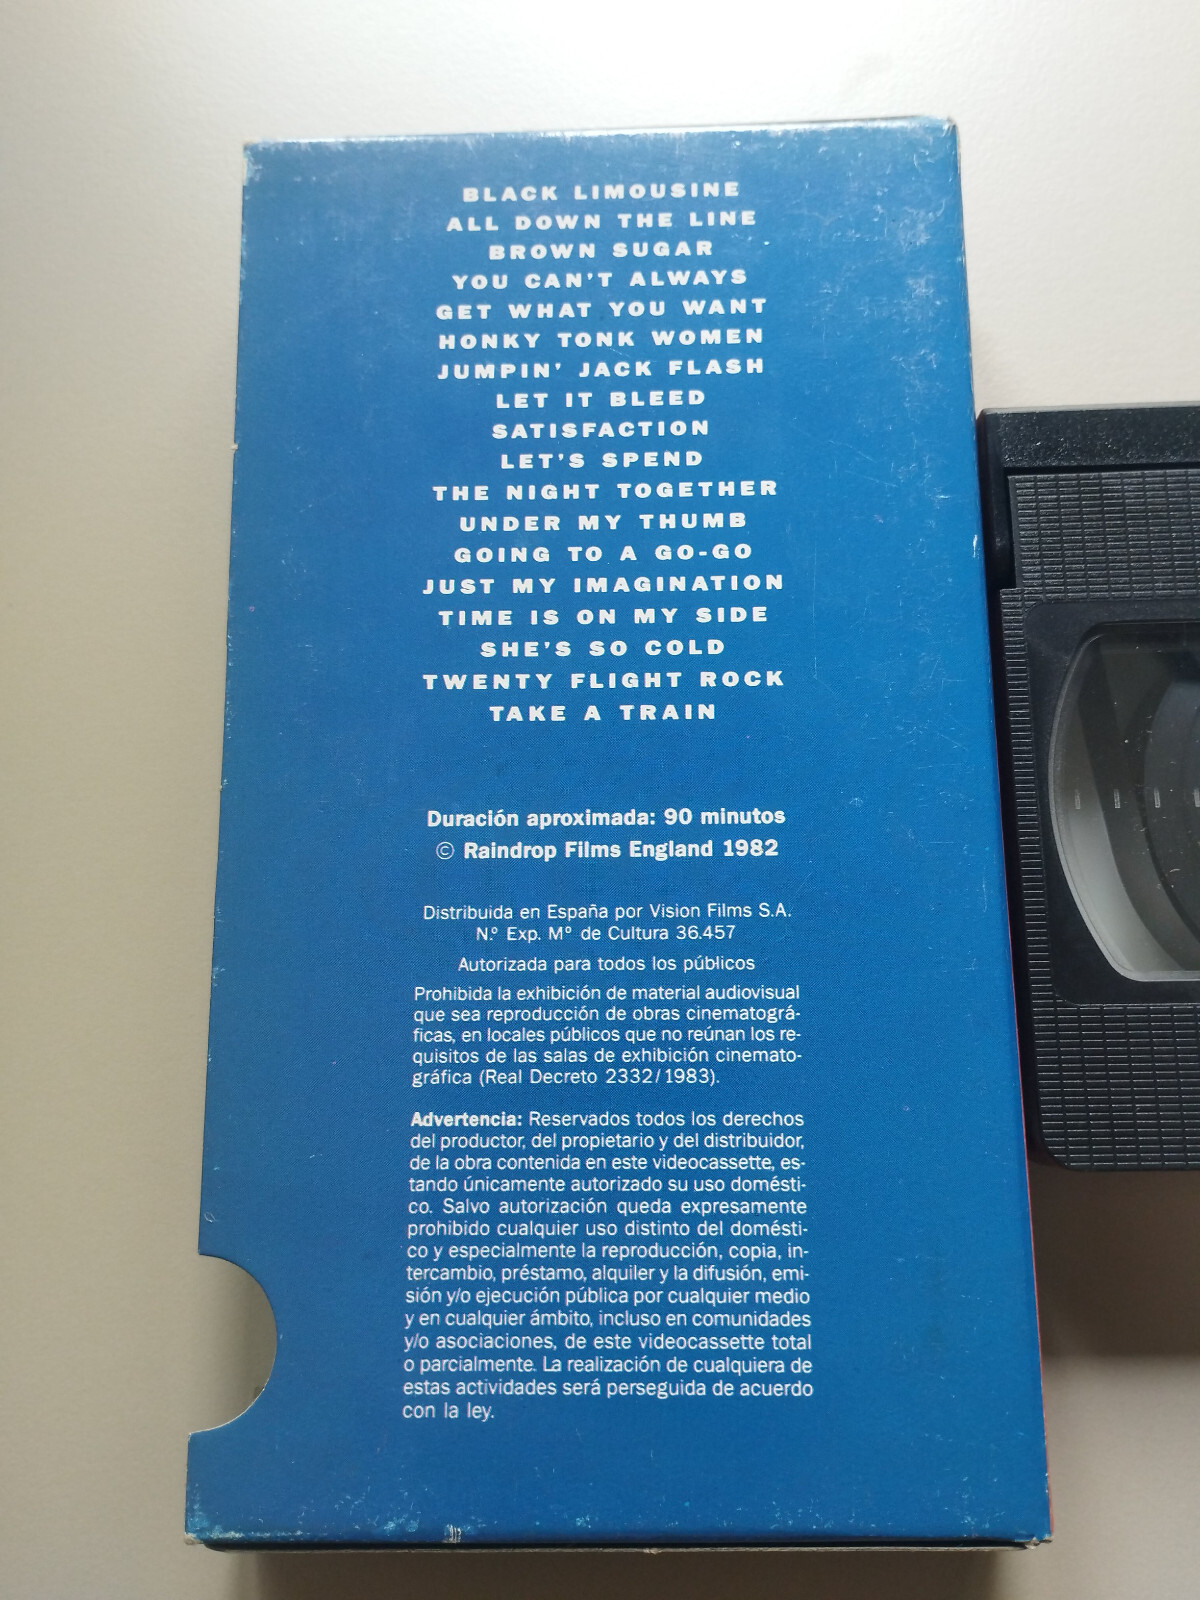 BLACK LIMOUSINE
ALL DOWN THE LINE
BROWN SUGAR
YOU CAN'T ALWAYS
GET WHAT YOU WANT
HONKY TONK WOMEN
JUMPIN' JACK FLASH
LET IT BLEED
SATISFACTION
LET'S SPEND
THE NIGHT TOGETHER
UNDER MY THUMB
GOING TO A GO-GO
JUST MY IMAGINATION
TIME IS ON MY SIDE
SHE'S SO COLD
TWENTY FLIGHT ROCK
TAKE A TRAIN
Duración aproximada: 90 minutos
© Raindrop Films England 1982
Distribuida en España por Vision Films S.A.
N.º Exp. Mº de Cultura 36.457
Autorizada para todos los públicos
Prohibida la exhibición de material audiovisual
que sea reproducción de obras cinematográ-
ficas, en locales públicos que no reúnan los re-
quisitos de las salas de exhibición cinemato-
gráfica (Real Decreto 2332/1983).
Advertencia: Reservados todos los derechos
del productor, del propietario y del distribuidor,
de la obra contenida en este videocassette, es-
tando únicamente autorizado su uso domésti-
co. Salvo autorización queda expresamente
prohibido cualquier uso distinto del domésti-
co y especialmente la reproducción, copia, in-
tercambio, préstamo, alquiler y la difusión, emi-
sión y/o ejecución pública por cualquier medio
y en cualquier ámbito, incluso en comunidades
y/o asociaciones, de este videocassette total
o parcialmente. La realización de cualquiera de
estas actividades será perseguida de acuerdo
con la ley.